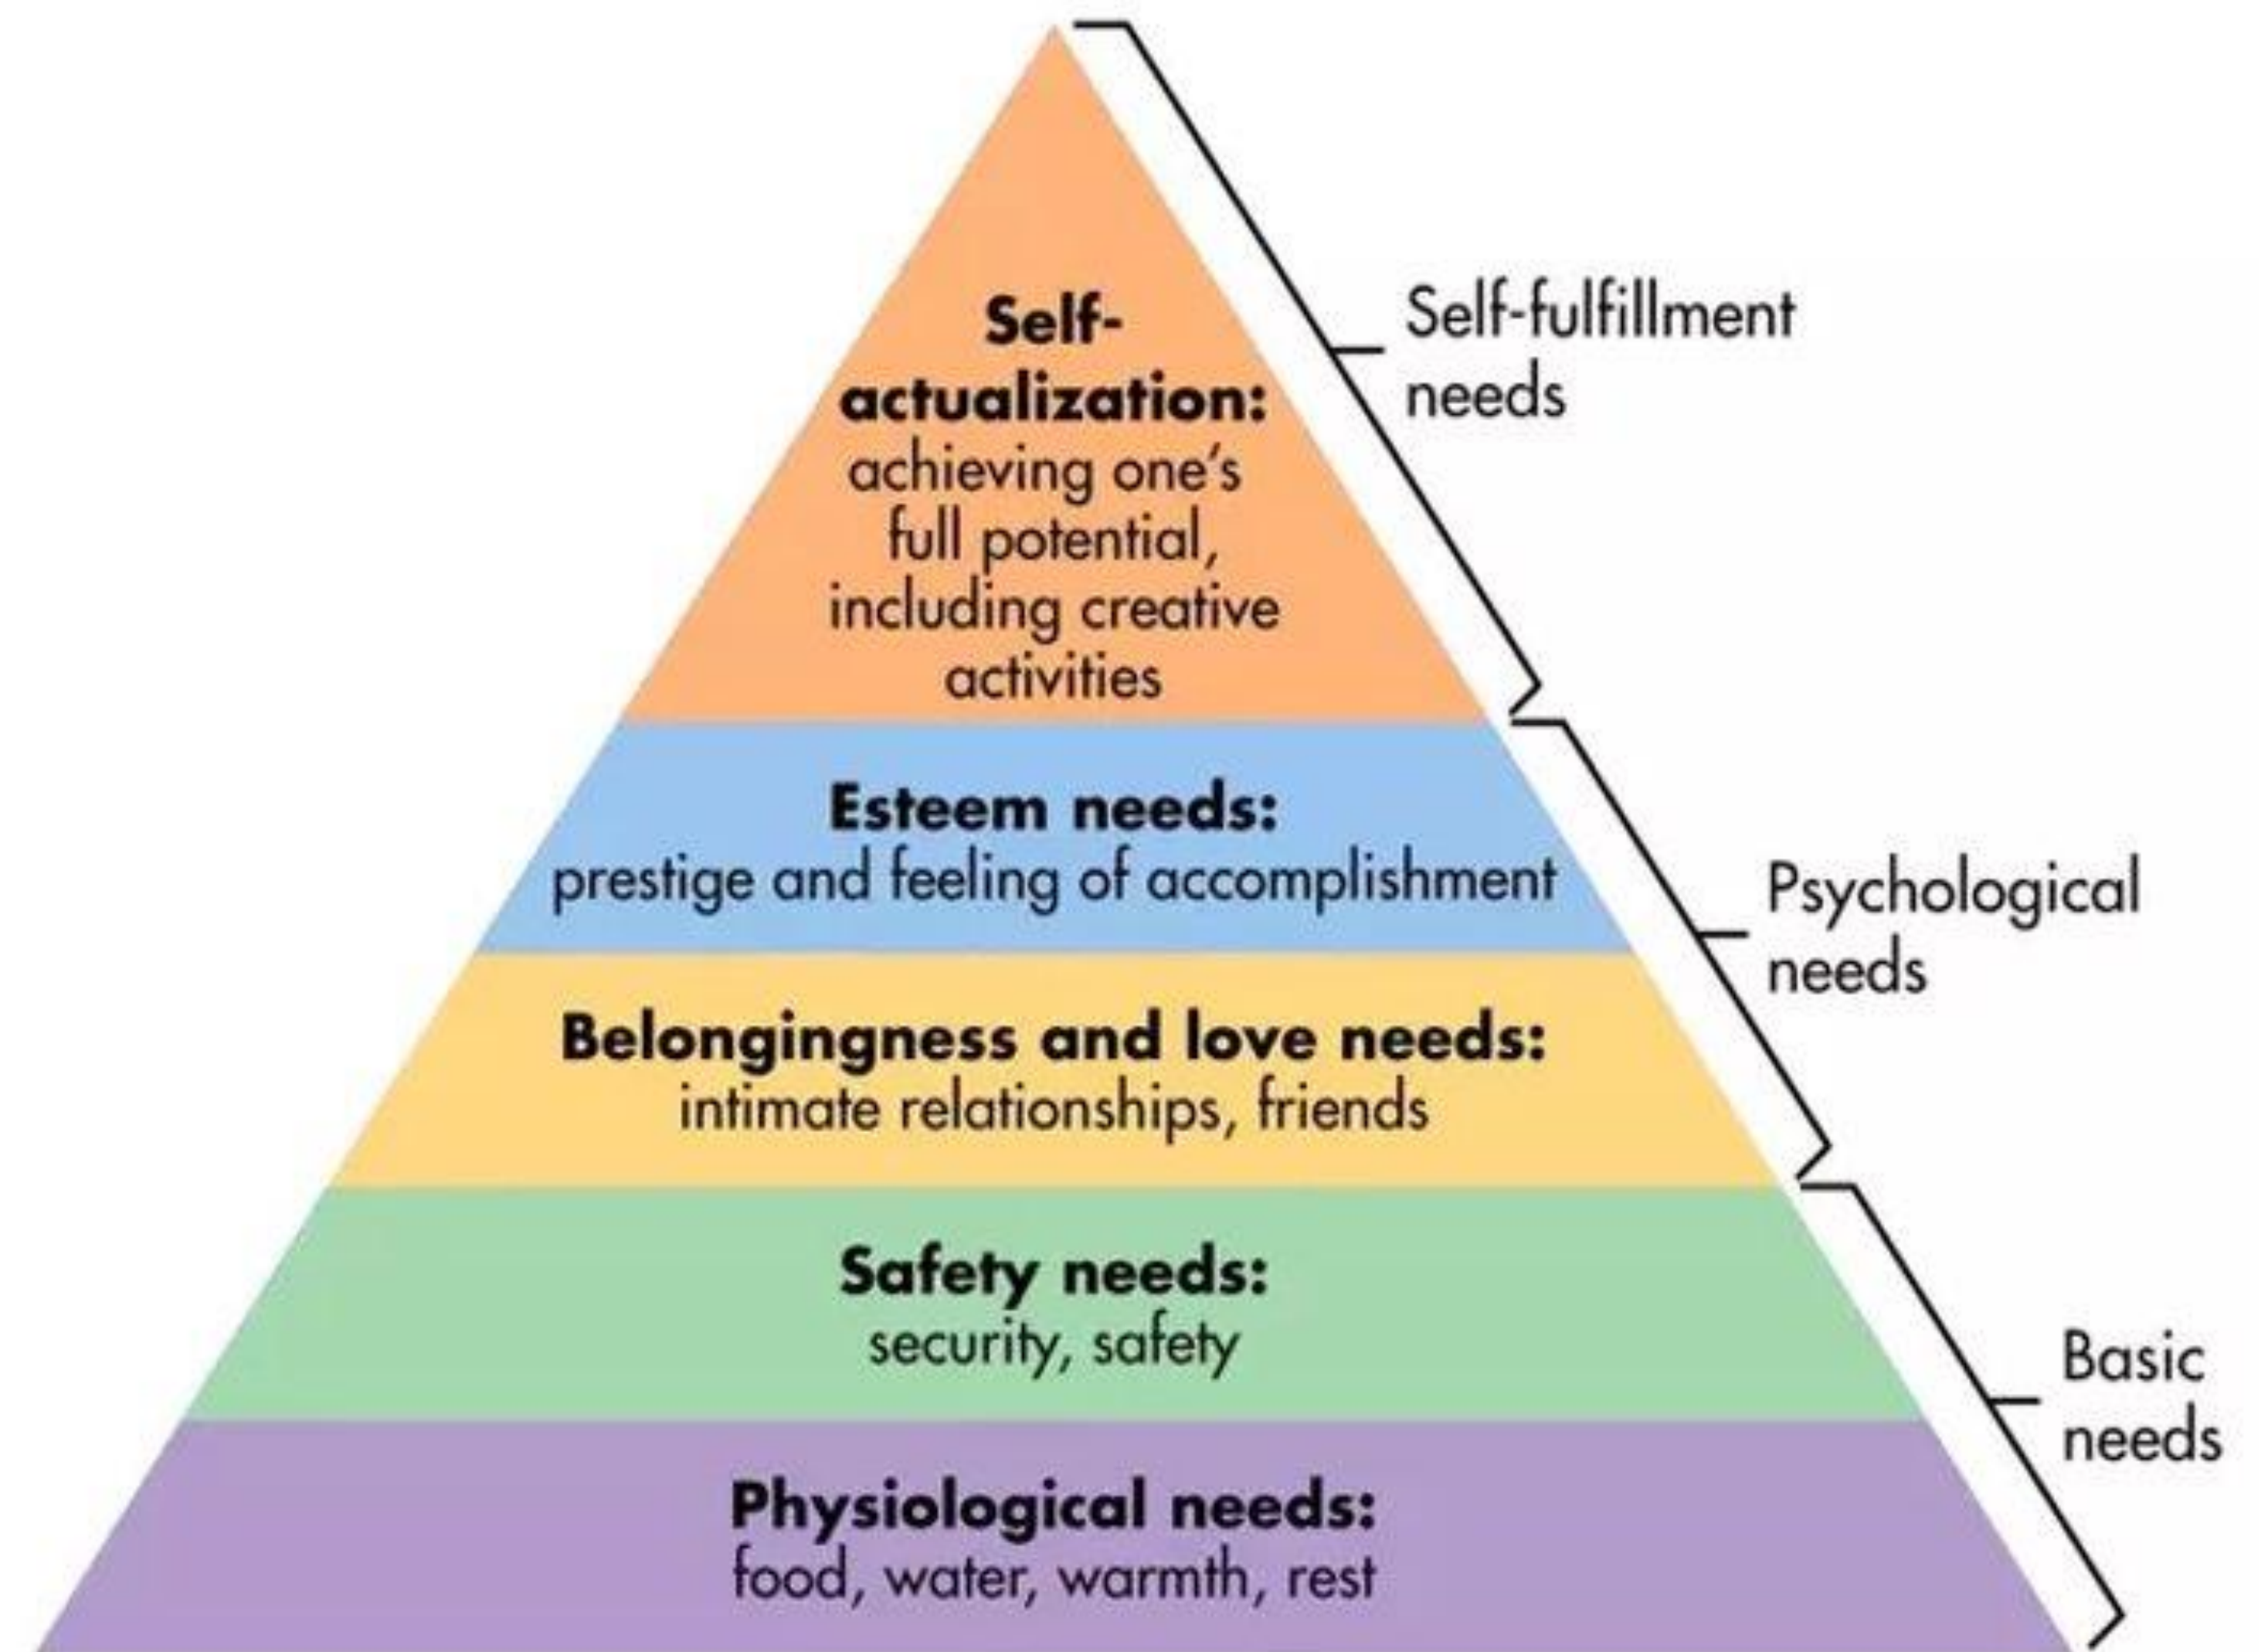 Self-
actualization:
achieving one's
full potential,
including creative
activities
Self-fulfillment
needs
Esteem needs:
prestige and feeling of accomplishment
Belongingness and love needs:
intimate relationships, friends
Psychological
needs
Safety needs:
security, safety
Physiological needs:
food, water, warmth, rest
Basic
needs